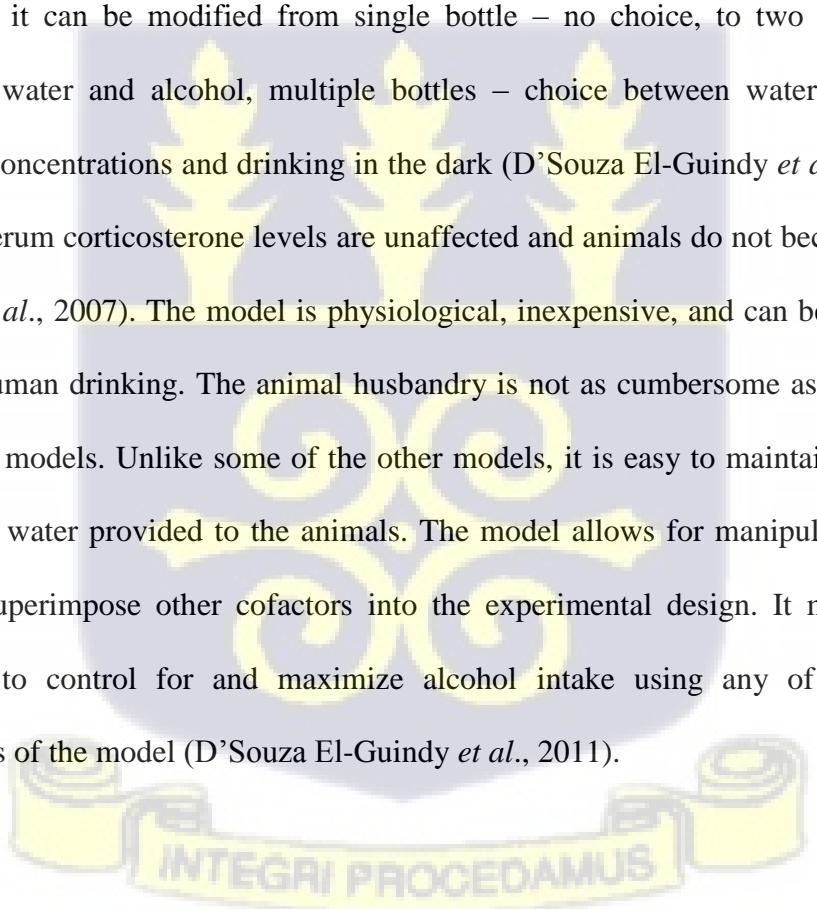 it can be modified from single bottle – no choice, to two
water and alcohol, multiple bottles – choice between water
oncentrations and drinking in the dark (D’Souza El-Guindy et a
erum corticosterone levels are unaffected and animals do not bec
al., 2007). The model is physiological, inexpensive, and can be
uman drinking. The animal husbandry is not as cumbersome as
models. Unlike some of the other models, it is easy to maintai
water provided to the animals. The model allows for manipul
uperimpose other cofactors into the experimental design. It m
to control for and maximize alcohol intake using any of
s of the model (D’Souza El-Guindy et al., 2011).
INTEGRI PROCEDAMUS